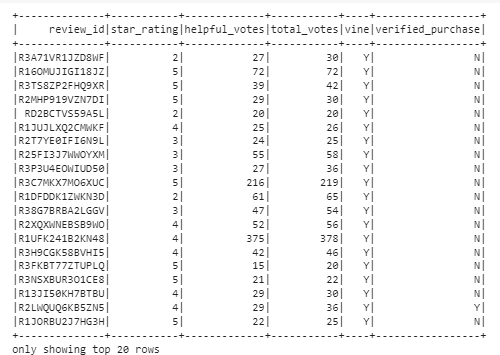 +--------------+-----------+-------------+-----------+----+-----------------+
|     review_id|star_rating|helpful_votes|total_votes|vine|verified_purchase|
+--------------+-----------+-------------+-----------+----+-----------------+
|R3A71VR1JZD8WF|          2|           27|         30|   Y|                N|
|R16OMUJIGI18JZ|          5|           72|         72|   Y|                N|
|R3TS8ZP2FHQ9XR|          5|           39|         42|   Y|                N|
|R2MHP919VZN7DI|          5|           29|         30|   Y|                N|
| RD2BCTVS59A5L|          2|           20|         20|   Y|                N|
|R1JUJLXQ2CMWKF|          4|           25|         26|   Y|                N|
|R2T7YE0IFI6N9L|          3|           24|         25|   Y|                N|
|R25FI3J7WWOYXM|          3|           55|         58|   Y|                N|
|R3P3U4EOWIUD50|          3|           27|         36|   Y|                N|
|R3C7MKX7MO6XUC|          5|          216|        219|   Y|                N|
|R1DFDDK1ZWKN3D|          2|           61|         65|   Y|                N|
|R38G7BRBA2LGGV|          3|           47|         54|   Y|                N|
|R2XQXWNEBSB9WO|          4|           52|         56|   Y|                N|
|R1UFK241B2KN48|          4|          375|        378|   Y|                N|
|R3H9CGK58BVHI5|          4|           42|         46|   Y|                N|
|R3FKBT77ZTUPLQ|          5|           15|         20|   Y|                N|
|R3NSXBUR3O1CE8|          5|           21|         22|   Y|                N|
|R13JI50KH7BTBU|          4|           29|         30|   Y|                N|
|R2LWQUQ6KB5ZN5|          4|           29|         36|   Y|                Y|
|R1JORBU2J7HG3H|          5|           22|         25|   Y|                N|
+--------------+-----------+-------------+-----------+----+-----------------+
only showing top 20 rows